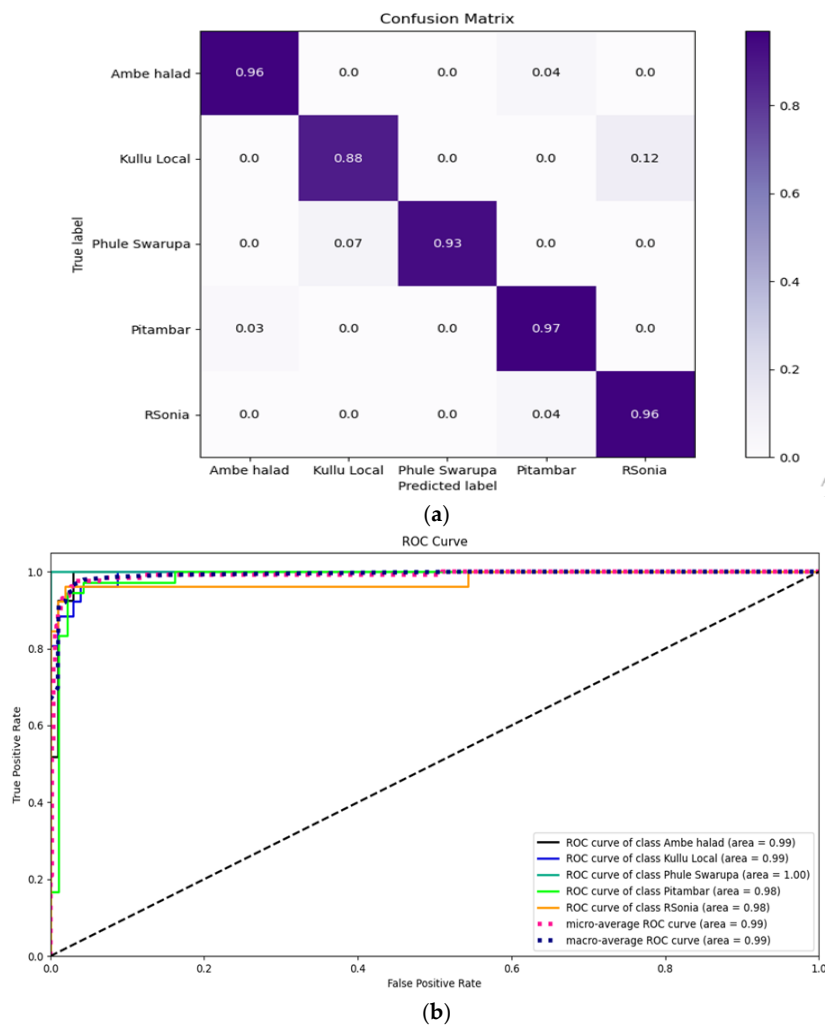 Confusion Matrix
Ambe halad 0.96 0.0 0.0 0.04 0.0
Kullu Local 0.0 0.88 0.0 0.0 0.12
Phule Swarupa 0.0 0.07 0.93 0.0 0.0
Pitambar 0.03 0.0 0.0 0.97 0.0
RSonia 0.0 0.0 0.0 0.04 0.96
True label
Ambe halad Kullu Local Phule Swarupa Pitambar RSonia
Predicted label
0.8
0.6
0.4
0.2
0.0
(a)
ROC Curve
1.0
0.8
0.6
0.4
0.2
0.0
True Positive Rate
ROC curve of class Ambe halad (area = 0.99)
ROC curve of class Kullu Local (area = 0.99)
ROC curve of class Phule Swarupa (area = 1.00)
ROC curve of class Pitambar (area = 0.98)
ROC curve of class RSonia (area = 0.98)
micro-average ROC curve (area = 0.99)
macro-average ROC curve (area = 0.99)
0.0 0.2 0.4 0.6 0.8 1.0
False Positive Rate
(b)